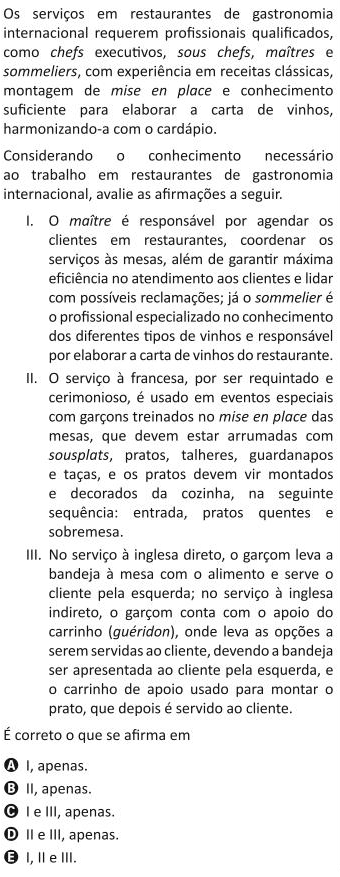 Os serviços em restaurantes de gastronomia
internacional requerem profissionais qualificados,
como chefs executivos, sous chefs, maîtres e
sommeliers, com experiência em receitas clássicas,
montagem de mise en place e conhecimento
suficiente para elaborar a carta de vinhos,
harmonizando-a com o cardápio.
Considerando o conhecimento necessário
ao trabalho em restaurantes de gastronomia
internacional, avalie as afirmações a seguir.
I. O maître é responsável por agendar os
clientes em restaurantes, coordenar os
serviços às mesas, além de garantir máxima
eficiência no atendimento aos clientes e lidar
com possíveis reclamações; já o sommelier é
o profissional especializado no conhecimento
dos diferentes tipos de vinhos e responsável
por elaborar a carta de vinhos do restaurante.
II. O serviço à francesa, por ser requintado e
cerimonioso, é usado em eventos especiais
com garçons treinados no mise en place das
mesas, que devem estar arrumadas com
sousplats, pratos, talheres, guardanapos
e taças, e os pratos devem vir montados
e decorados da cozinha, na seguinte
sequência: entrada, pratos quentes e
sobremesa.
III. No serviço à inglesa direto, o garçom leva a
bandeja à mesa com o alimento e serve o
cliente pela esquerda; no serviço à inglesa
indireto, o garçom conta com o apoio do
carrinho (guéridon), onde leva as opções a
serem servidas ao cliente, devendo a bandeja
ser apresentada ao cliente pela esquerda, e
o carrinho de apoio usado para montar o
prato, que depois é servido ao cliente.
É correto o que se afirma em
A I, apenas.
B II, apenas.
C I e III, apenas.
D II e III, apenas.
E I, II e III.